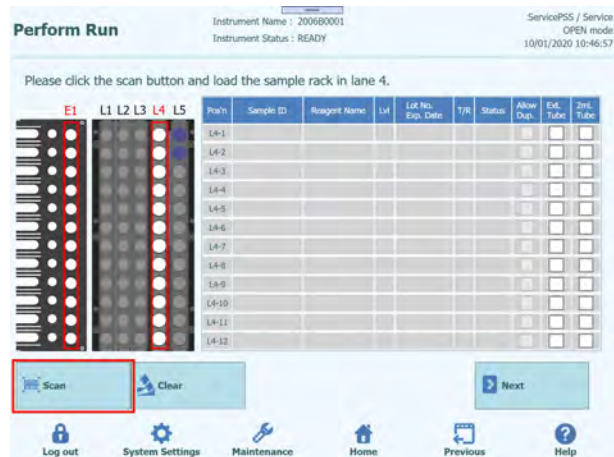 Perform Run
Instrument Name : 2006B0001
Instrument Status : READY
ServicePSS / Service
OPEN mode
10/01/2020 10:46:57
Please click the scan button and load the sample rack in lane 4.
E1 L1 L2 L3 L4 L5
Pos'n Sample ID Reagent Name Lvl Lot No. Exp. Date T/R Status Allow Dup. Ext. Tube 2mL Tube
L4-1
L4-2
L4-3
L4-4
L4-5
L4-6
L4-7
L4-8
L4-9
L4-10
L4-11
L4-12
Scan
Clear
Next
Log out
System Settings
Maintenance
Home
Previous
Help